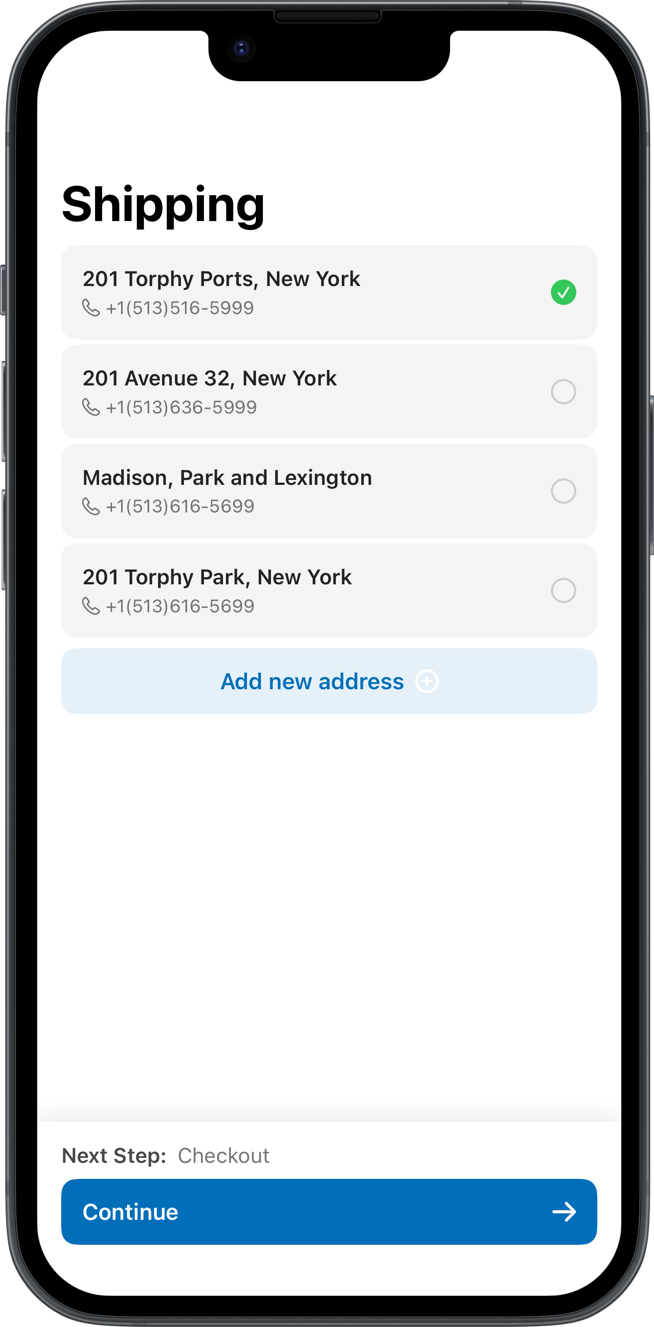 Shipping
201 Torphy Ports, New York
+1(513)516-5999
201 Avenue 32, New York
+1(513)636-5999
Madison, Park and Lexington
+1(513)616-5699
201 Torphy Park, New York
+1(513)616-5699
Add new address
Next Step: Checkout
Continue